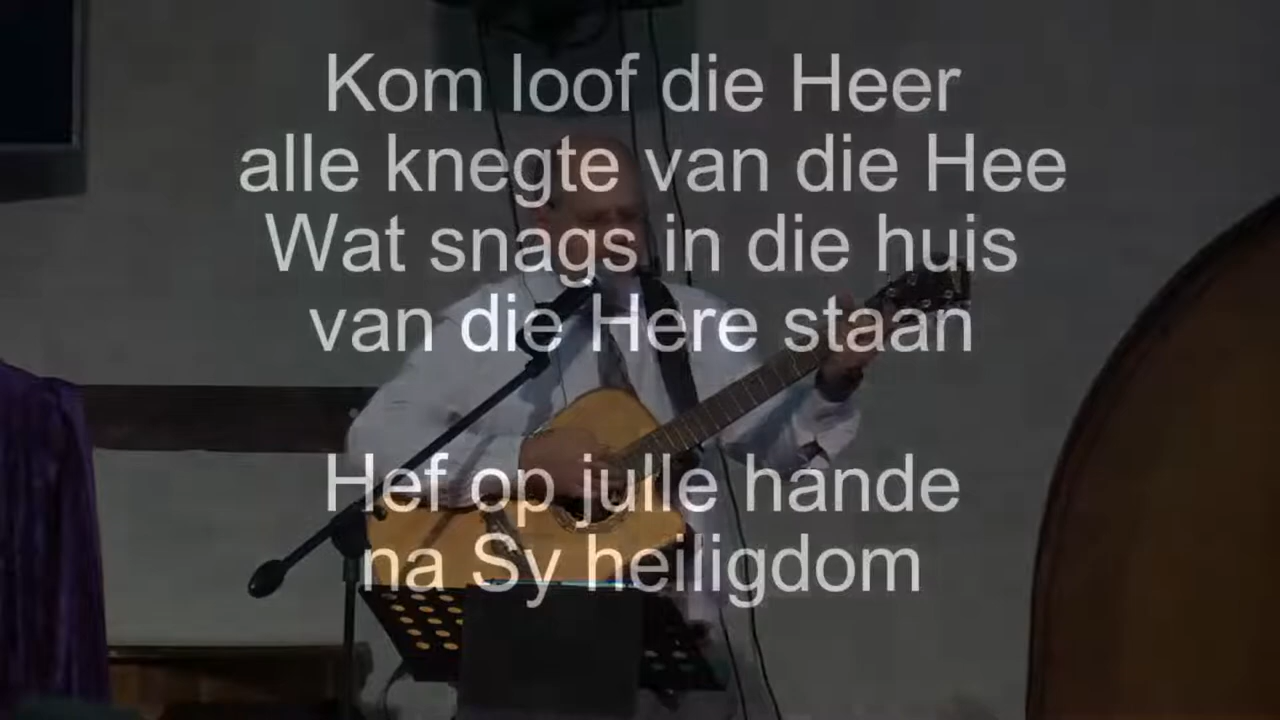 Kom loof die Heer
alle knegte van die Hee
Wat snags in die huis
van die Here staan
Hef op julle hande
na Sy heiligdom